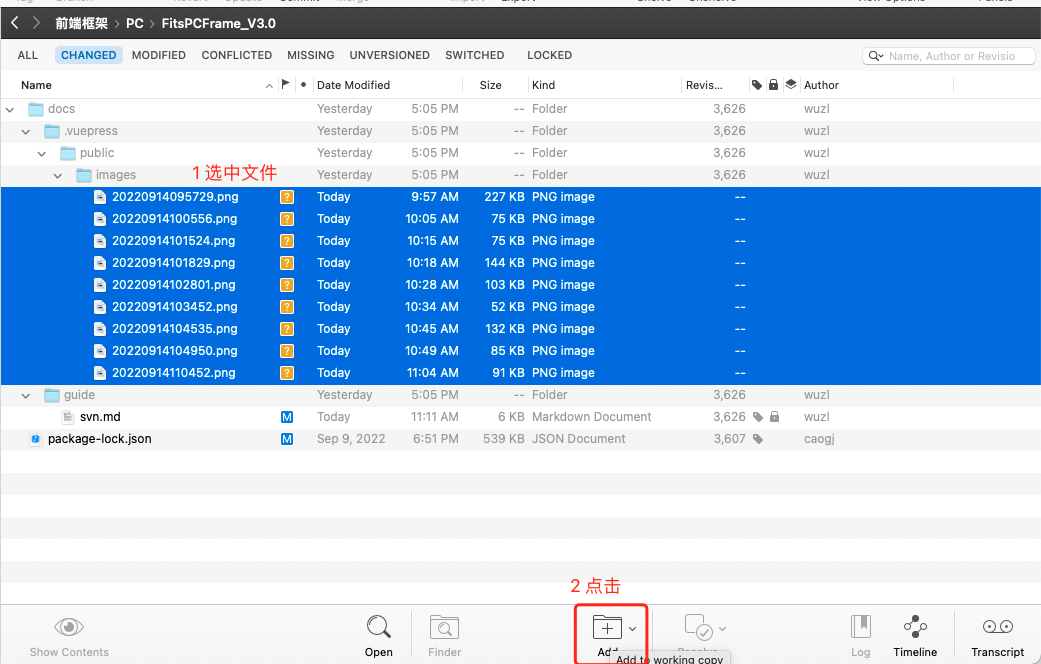 前端框架 > PC > FitsPCFrame_V3.0
ALL CHANGED MODIFIED CONFLICTED MISSING UNVERSIONED SWITCHED LOCKED Name, Author or Revisio
Name Date Modified Size Kind Revis... Author
docs Yesterday 5:05 PM -- Folder 3,626 wuzl
.vuepress Yesterday 5:05 PM -- Folder 3,626 wuzl
public Yesterday 5:05 PM -- Folder 3,626 wuzl
images 1 选中文件 Yesterday 5:05 PM -- Folder 3,626 wuzl
20220914095729.png ? Today 9:57 AM 227 KB PNG image --
20220914100556.png ? Today 10:05 AM 75 KB PNG image --
20220914101524.png ? Today 10:15 AM 75 KB PNG image --
20220914101829.png ? Today 10:18 AM 144 KB PNG image --
20220914102801.png ? Today 10:28 AM 103 KB PNG image --
20220914103452.png ? Today 10:34 AM 52 KB PNG image --
20220914104535.png ? Today 10:45 AM 132 KB PNG image --
20220914104950.png ? Today 10:49 AM 85 KB PNG image --
20220914110452.png ? Today 11:04 AM 91 KB PNG image --
guide Yesterday 5:05 PM -- Folder 3,626 wuzl
svn.md M Today 11:11 AM 6 KB Markdown Document 3,626 wuzl
package-lock.json M Sep 9, 2022 6:51 PM 539 KB JSON Document 3,607 caogj
2 点击
Show Contents Open Finder Add Log Timeline Transcript
Add to working copy